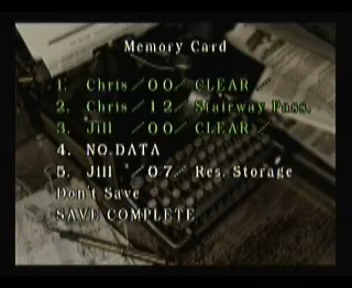 Memory Card
1. Chris/00/ CLEAR
2. Chris/12/ Stairway Pass.
3. Jill /00/ CLEAR
4. NO.DATA
5. Jill /07/ Res. Storage
Don't Save
SAVE COMPLETE